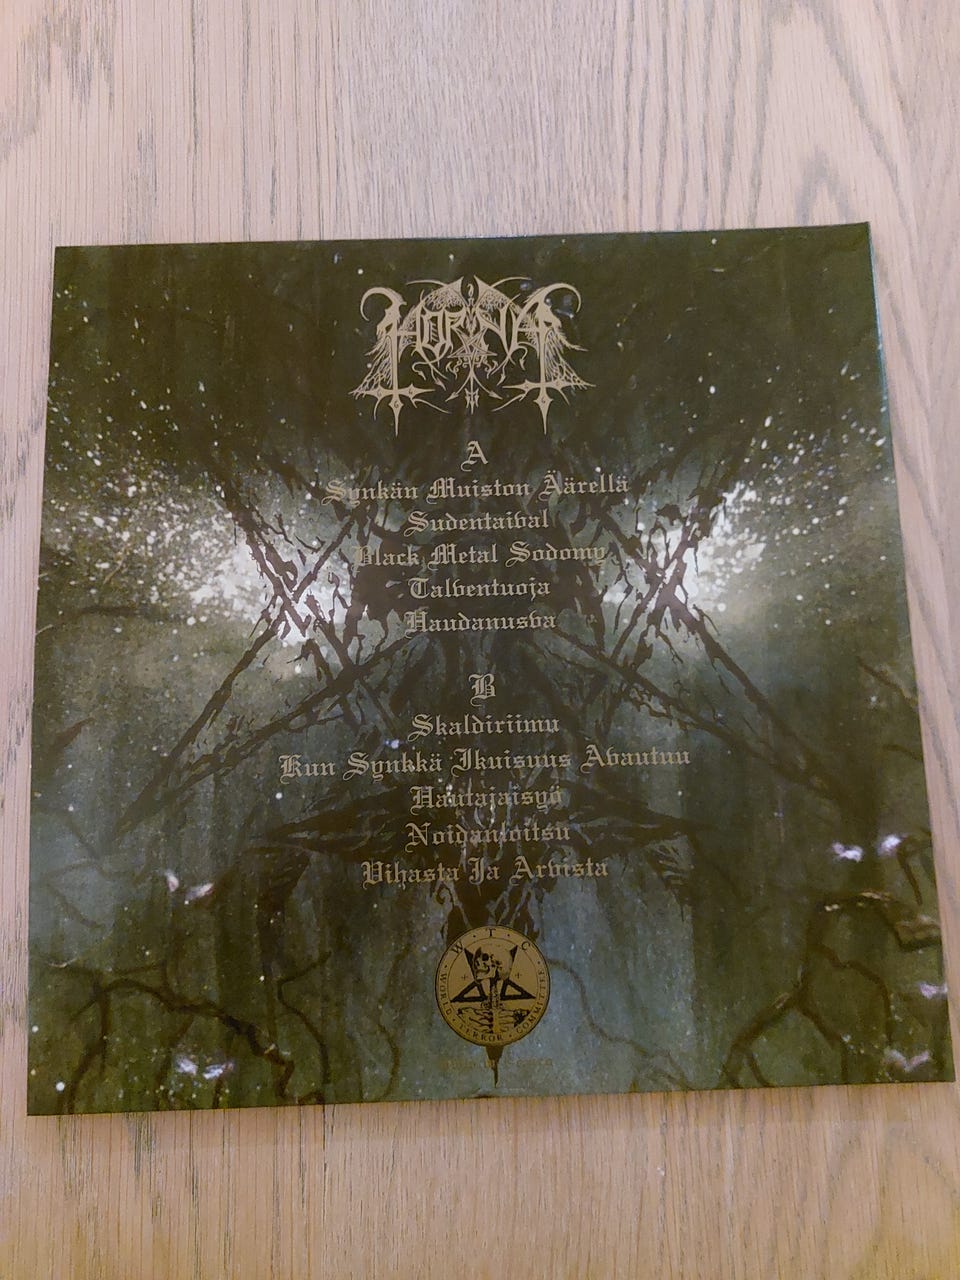 HORNA
A
Synkän Muiston Äärellä
Sudentaival
Black Metal Sodomy
Talventuoja
Haudanusva
B
Skaldiriimu
Kun Synkkä Ikuisuus Avautuu
Hautajaisyö
Noidanloitsu
Vihasta Ja Arvista
W·T·C
WORLD·TERROR·COMMITTEE